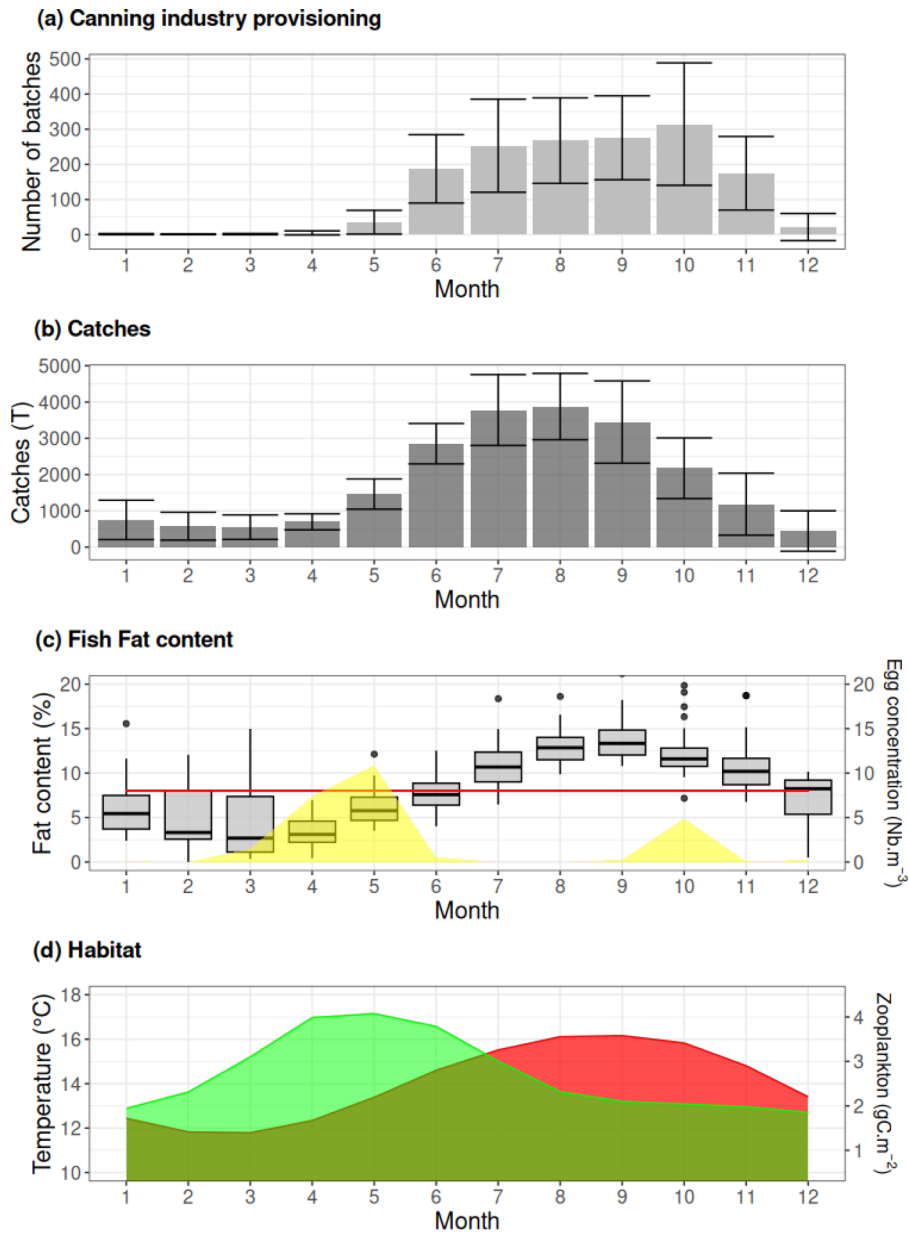 (a) Canning industry provisioning
Number of batches
500
400
300
200
100
0
1 2 3 4 5 6 7 8 9 10 11 12
Month
(b) Catches
Catches (T)
5000
4000
3000
2000
1000
0
1 2 3 4 5 6 7 8 9 10 11 12
Month
(c) Fish Fat content
Fat content (%)
20
15
10
5
0
20
15
10
5
0
Egg concentration (Nb.m⁻³)
1 2 3 4 5 6 7 8 9 10 11 12
Month
(d) Habitat
Temperature (°C)
18
16
14
12
10
4
3
2
1
Zooplankton (gC.m⁻²)
1 2 3 4 5 6 7 8 9 10 11 12
Month